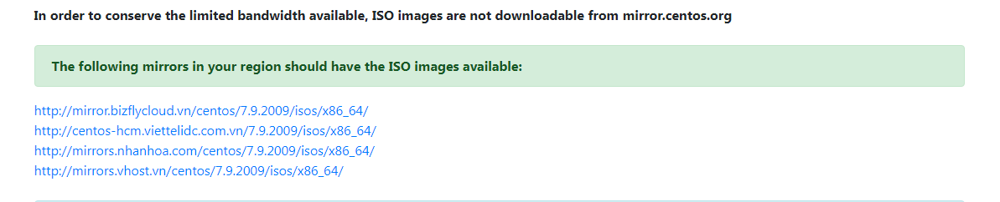 In order to conserve the limited bandwidth available, ISO images are not downloadable from mirror.centos.org
The following mirrors in your region should have the ISO images available:
http://mirror.bizflycloud.vn/centos/7.9.2009/isos/x86_64/
http://centos-hcm.viettelidc.com.vn/7.9.2009/isos/x86_64/
http://mirrors.nhanhoa.com/centos/7.9.2009/isos/x86_64/
http://mirrors.vhost.vn/centos/7.9.2009/isos/x86_64/